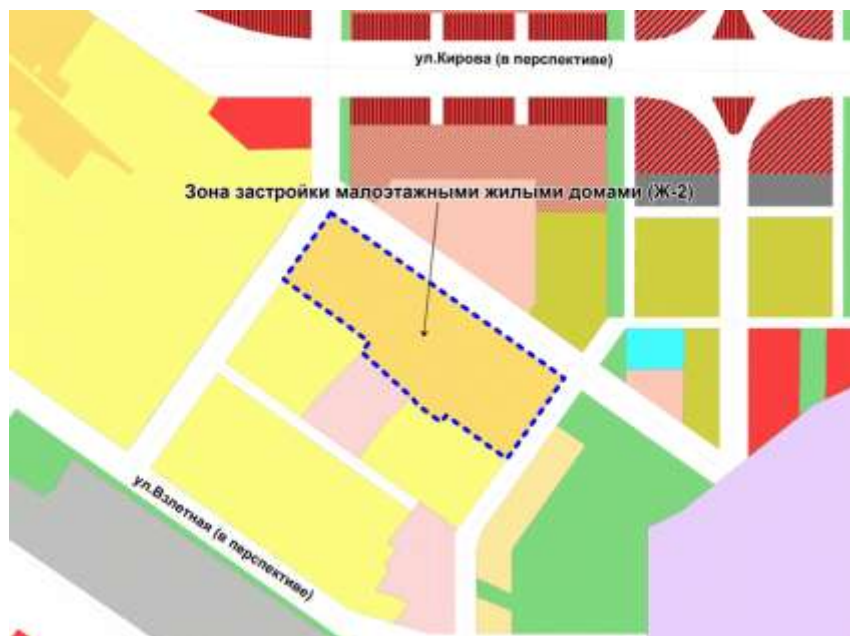 ул.Кирова (в перспективе)
Зона застройки малоэтажными жилыми домами (Ж-2)
ул.Взлетная (в перспективе)